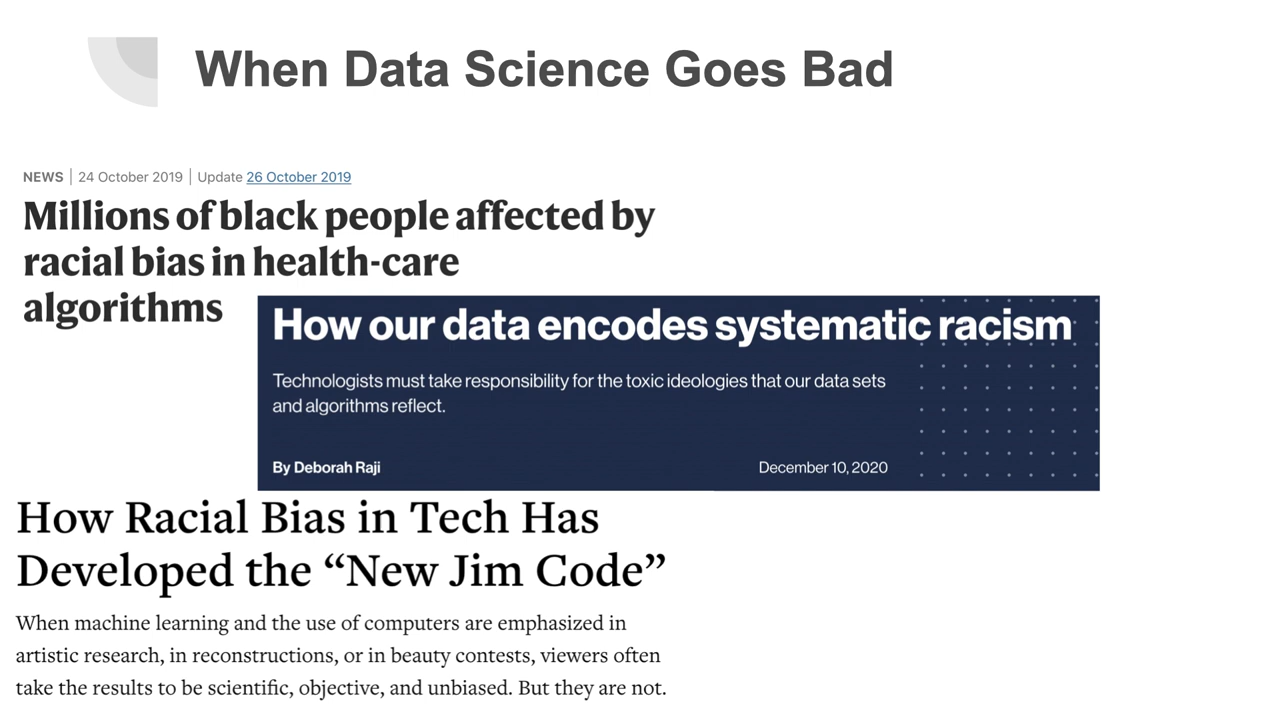 When Data Science Goes Bad
NEWS | 24 October 2019 | Update 26 October 2019
Millions of black people affected by
racial bias in health-care
algorithms
How our data encodes systematic racism
Technologists must take responsibility for the toxic ideologies that our data sets
and algorithms reflect.
By Deborah Raji December 10, 2020
How Racial Bias in Tech Has
Developed the “New Jim Code”
When machine learning and the use of computers are emphasized in
artistic research, in reconstructions, or in beauty contests, viewers often
take the results to be scientific, objective, and unbiased. But they are not.